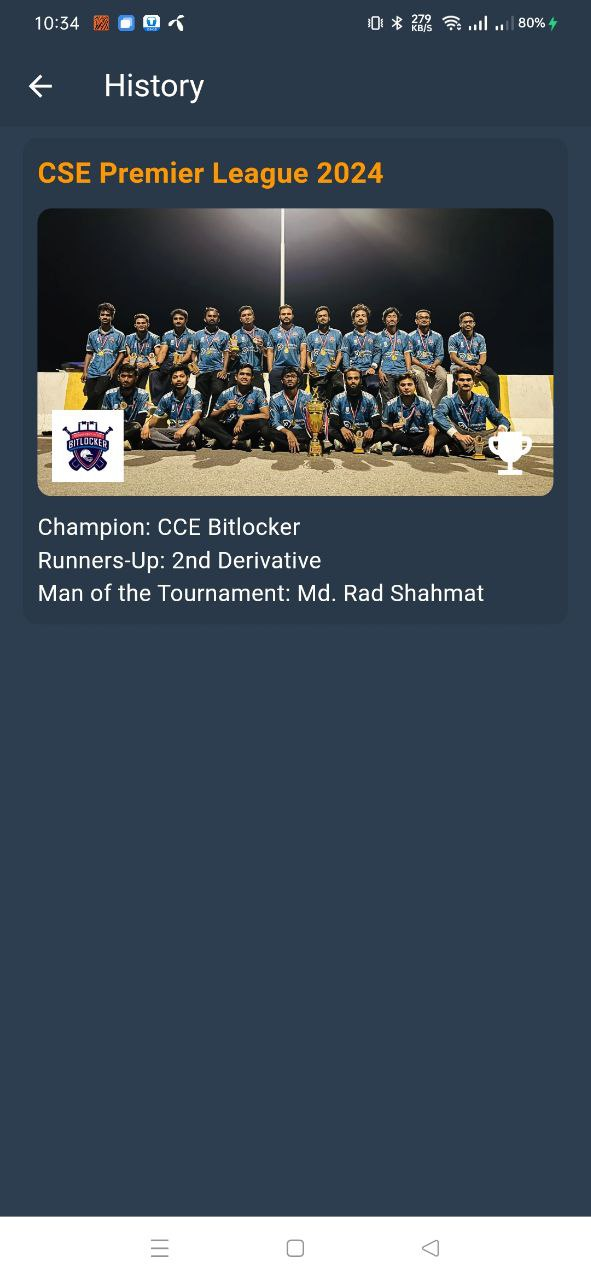 10:34
279
KB/S
80%
History
CSE Premier League 2024
BITLOCKER
Champion: CCE Bitlocker
Runners-Up: 2nd Derivative
Man of the Tournament: Md. Rad Shahmat